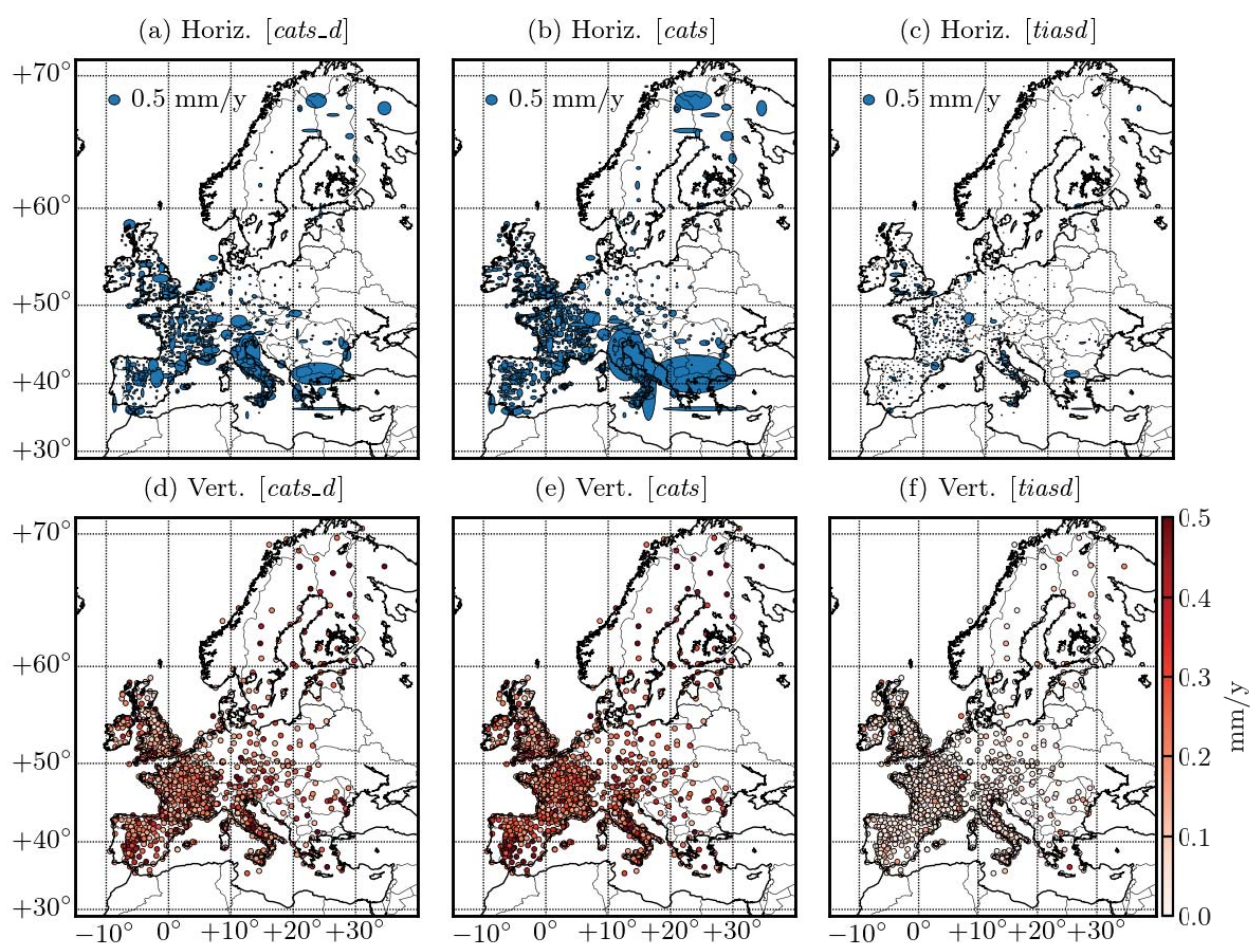 (a) Horiz. [cats_d] (b) Horiz. [cats] (c) Horiz. [tiasd]
+70° 0.5 mm/y 0.5 mm/y 0.5 mm/y
+60°
+50°
+40°
+30°
(d) Vert. [cats_d] (e) Vert. [cats] (f) Vert. [tiasd]
+70° 0.5
0.4
+60° 0.3
mm/y
+50° 0.2
+40° 0.1
+30° 0.0
−10° 0° +10° +20° +30° −10° 0° +10° +20° +30° −10° 0° +10° +20° +30°